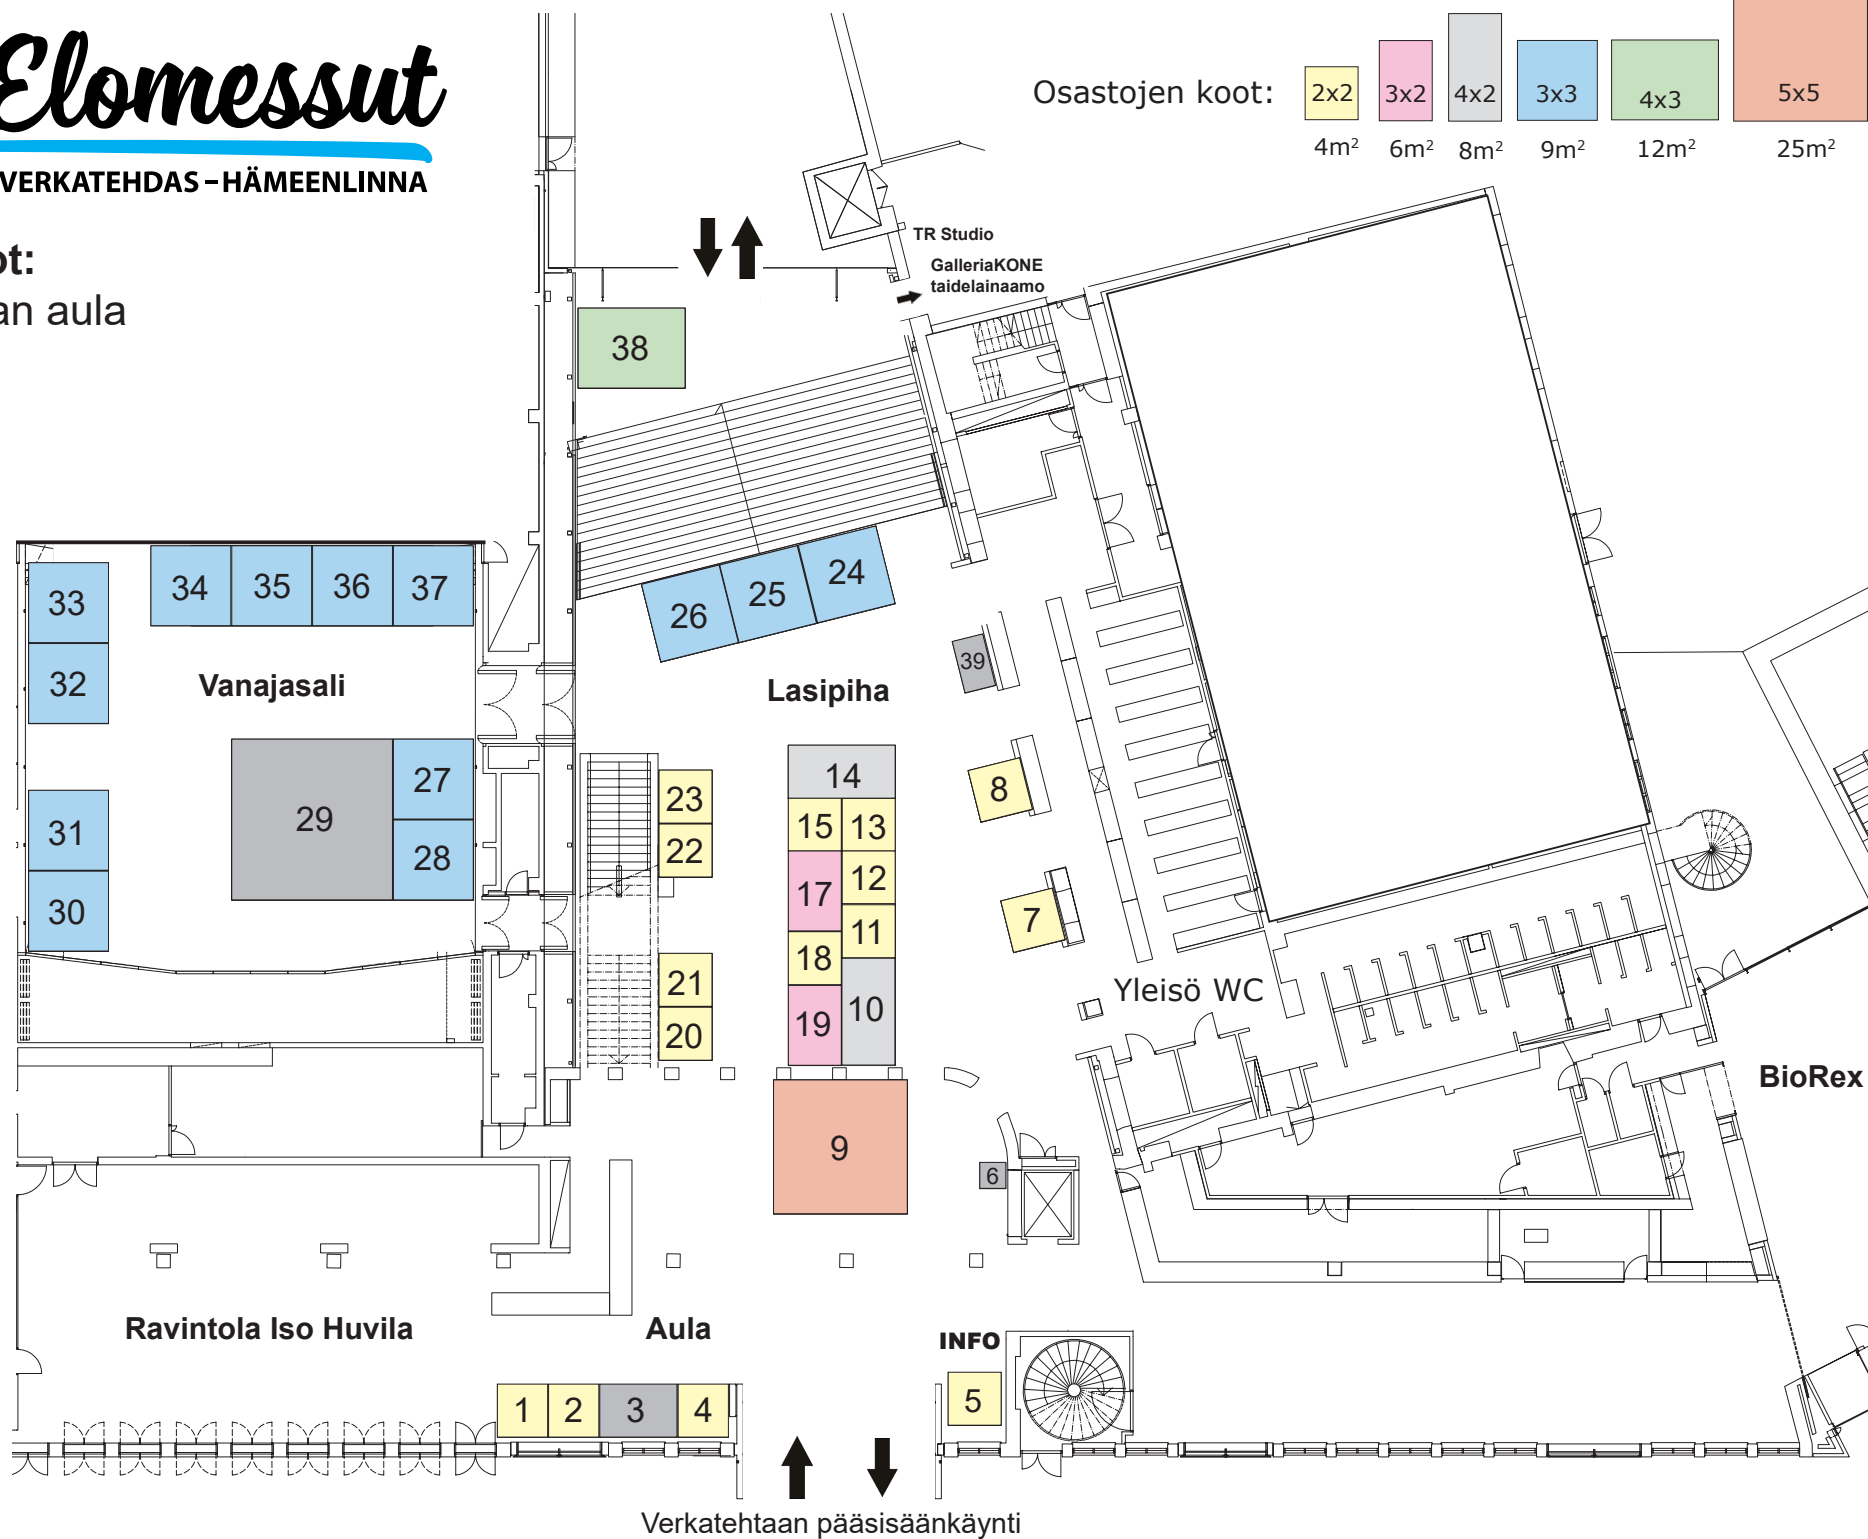 Elomessut
VERKATEHDAS-HÄMEENLINNA
Osastojen koot:
2x2
3x2
4x2
3x3
4x3
5x5
4m²
6m²
8m²
9m²
12m²
25m²
ot:
an aula
TR Studio
GalleriaKONE
taidelainaamo
38
33
34
35
36
37
26
25
24
32
Vanajasali
Lasipiha
39
31
29
27
28
30
23
22
21
20
14
15
13
12
17
11
18
10
19
8
7
Yleisö WC
BioRex
9
6
Ravintola Iso Huvila
Aula
INFO
1
2
3
4
5
Verkatehtaan pääsisäänkäynti